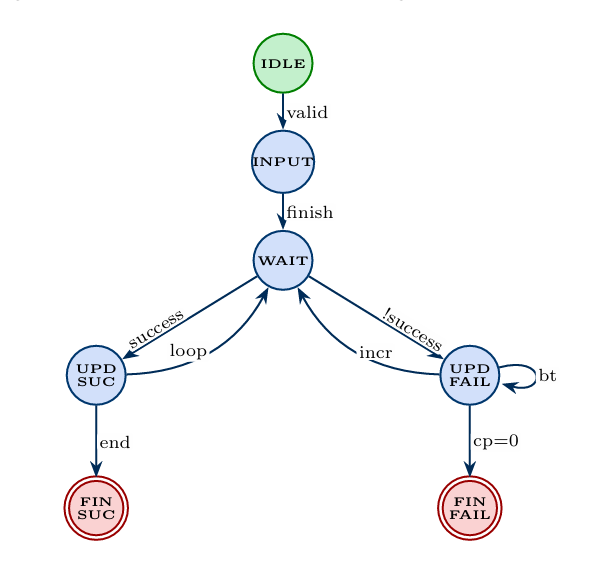 IDLE
valid
INPUT
finish
WAIT
success
!success
loop
incr
UPD
SUC
UPD
FAIL
bt
end
cp=0
FIN
SUC
FIN
FAIL